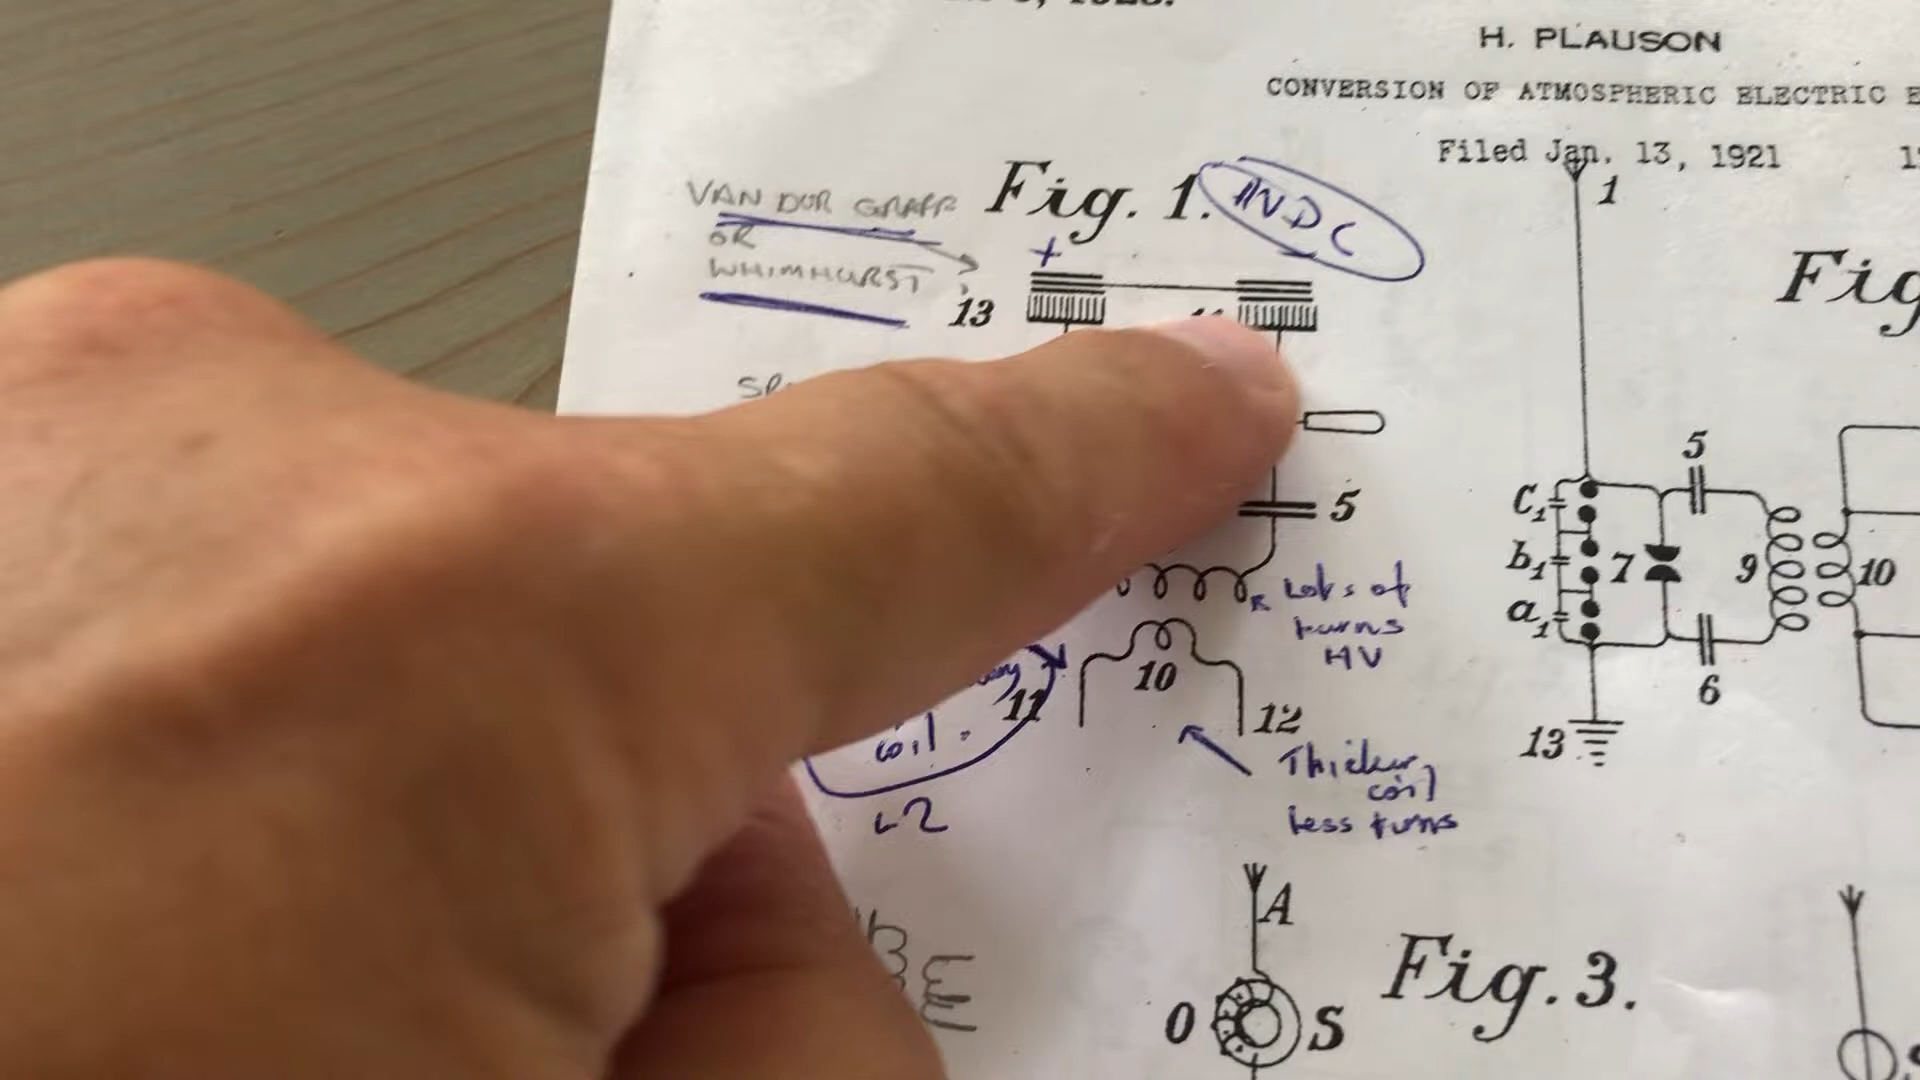 H. PLAUSON
CONVERSION OF ATMOSPHERIC ELECTRIC E
Filed Jan. 13, 1921
VAN DUR GRAFF
OR
WHIMHURST
Fig. 1.
HVDC
+
13
1
Fig
5
C1
b1
a1
7
9
10
6
13
5
Lots of
turns
HV
10
11
12
coil.
L2
Thicker
coil
less turns
A
O
S
Fig. 3.